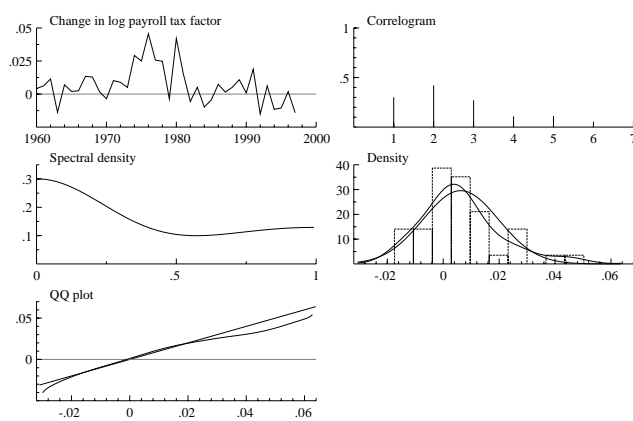 Change in log payroll tax factor
.05
.025
0
1960 1970 1980 1990 2000
Correlogram
1
.5
1 2 3 4 5 6 7
Spectral density
.3
.2
.1
0 .5 1
Density
40
30
20
10
-.02 0 .02 .04 .06
QQ plot
.05
0
-.02 0 .02 .04 .06